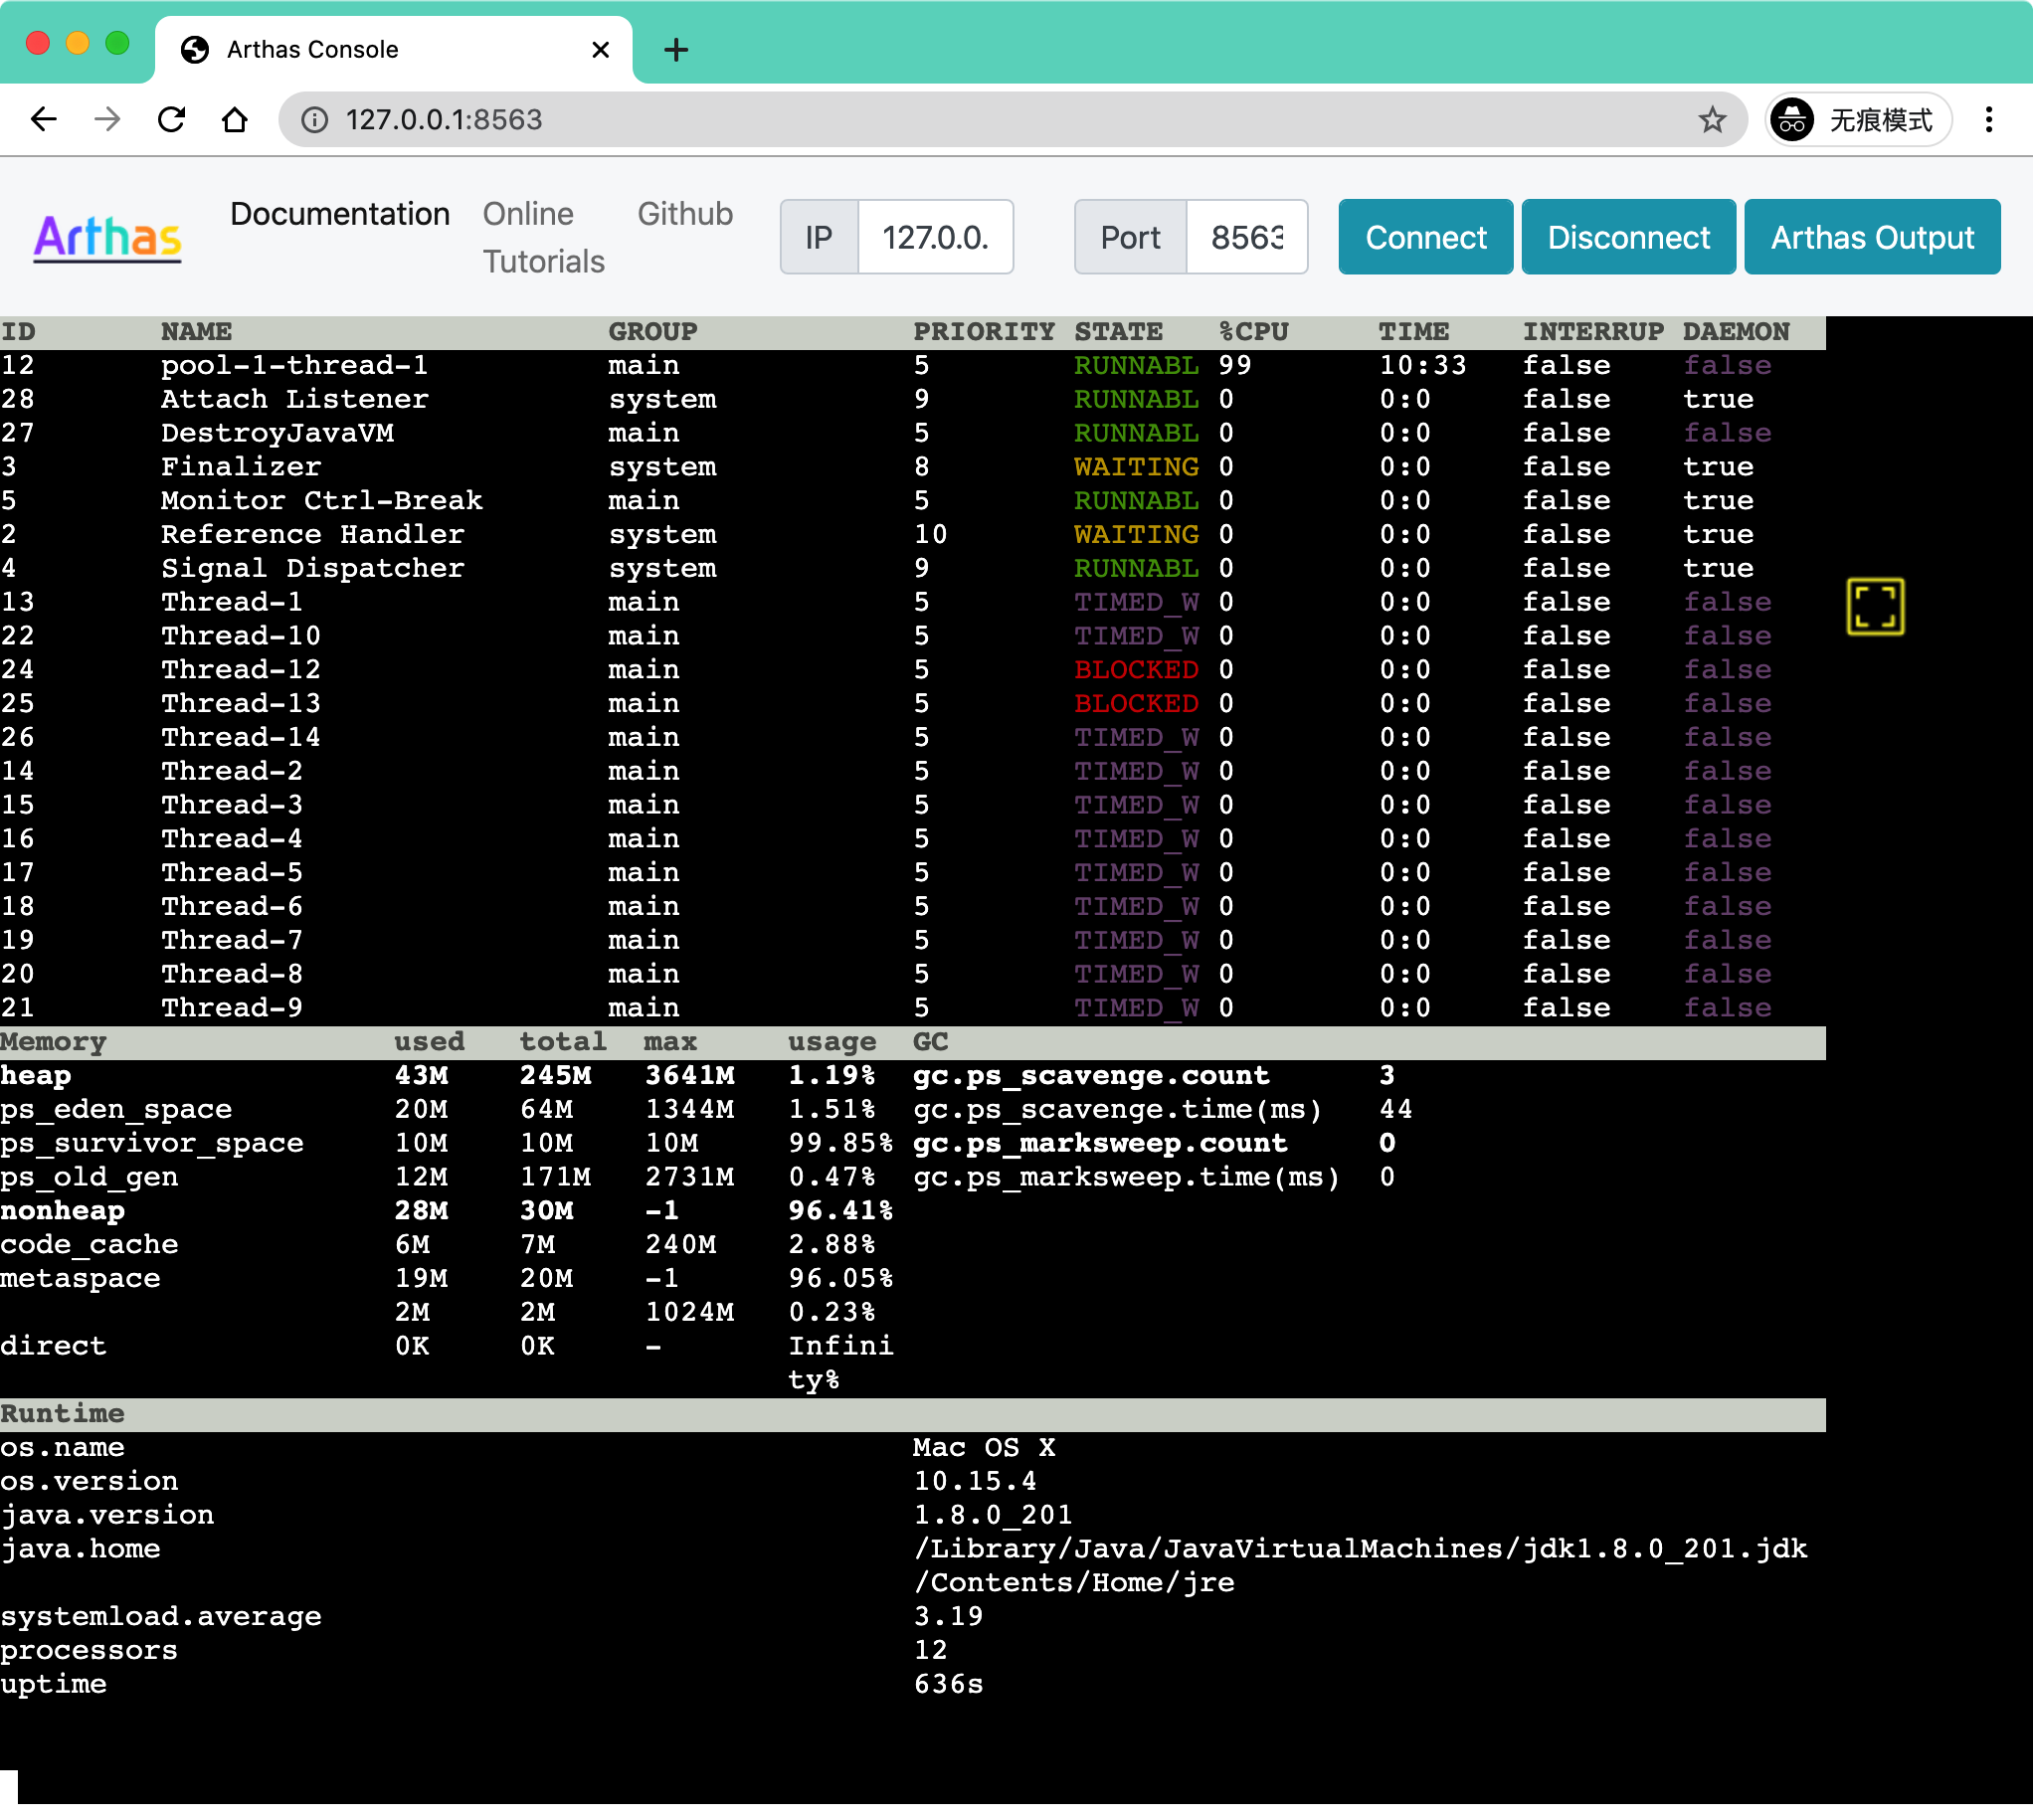 Arthas Console
127.0.0.1:8563
无痕模式
Arthas Documentation Online Tutorials Github IP 127.0.0. Port 8563 Connect Disconnect Arthas Output
ID NAME GROUP PRIORITY STATE %CPU TIME INTERRUP DAEMON
12 pool-1-thread-1 main 5 RUNNABL 99 10:33 false false
28 Attach Listener system 9 RUNNABL 0 0:0 false true
27 DestroyJavaVM main 5 RUNNABL 0 0:0 false false
3 Finalizer system 8 WAITING 0 0:0 false true
5 Monitor Ctrl-Break main 5 RUNNABL 0 0:0 false true
2 Reference Handler system 10 WAITING 0 0:0 false true
4 Signal Dispatcher system 9 RUNNABL 0 0:0 false true
13 Thread-1 main 5 TIMED_W 0 0:0 false false
22 Thread-10 main 5 TIMED_W 0 0:0 false false
24 Thread-12 main 5 BLOCKED 0 0:0 false false
25 Thread-13 main 5 BLOCKED 0 0:0 false false
26 Thread-14 main 5 TIMED_W 0 0:0 false false
14 Thread-2 main 5 TIMED_W 0 0:0 false false
15 Thread-3 main 5 TIMED_W 0 0:0 false false
16 Thread-4 main 5 TIMED_W 0 0:0 false false
17 Thread-5 main 5 TIMED_W 0 0:0 false false
18 Thread-6 main 5 TIMED_W 0 0:0 false false
19 Thread-7 main 5 TIMED_W 0 0:0 false false
20 Thread-8 main 5 TIMED_W 0 0:0 false false
21 Thread-9 main 5 TIMED_W 0 0:0 false false
Memory used total max usage GC
heap 43M 245M 3641M 1.19% gc.ps_scavenge.count 3
ps_eden_space 20M 64M 1344M 1.51% gc.ps_scavenge.time(ms) 44
ps_survivor_space 10M 10M 10M 99.85% gc.ps_marksweep.count 0
ps_old_gen 12M 171M 2731M 0.47% gc.ps_marksweep.time(ms) 0
nonheap 28M 30M -1 96.41%
code_cache 6M 7M 240M 2.88%
metaspace 19M 20M -1 96.05%
2M 2M 1024M 0.23%
direct 0K 0K - Infini
ty%
Runtime
os.name Mac OS X
os.version 10.15.4
java.version 1.8.0_201
java.home /Library/Java/JavaVirtualMachines/jdk1.8.0_201.jdk
/Contents/Home/jre
systemload.average 3.19
processors 12
uptime 636s